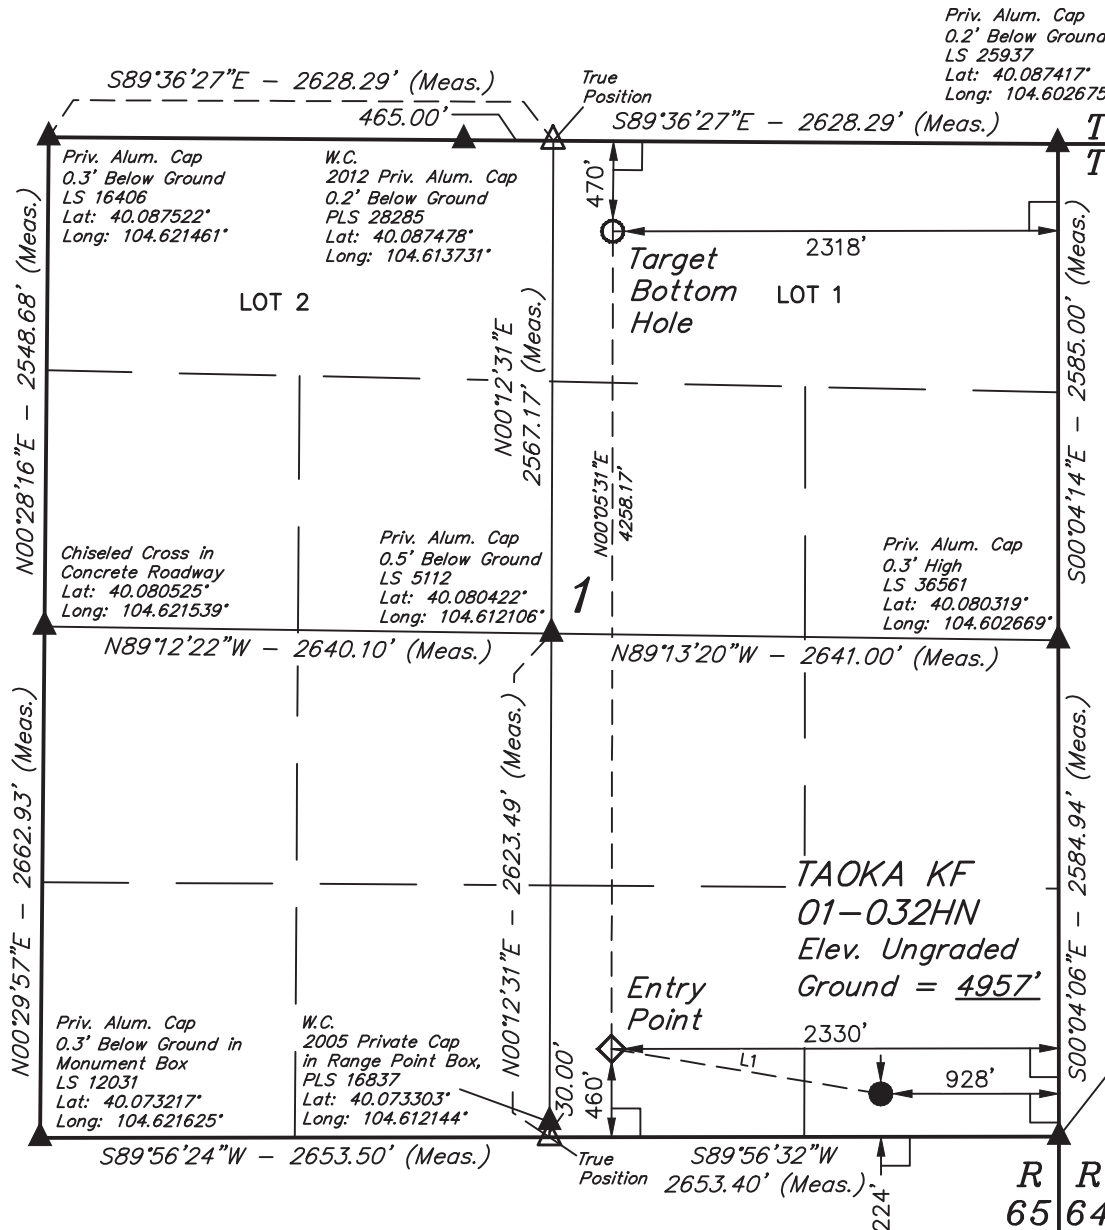 Priv. Alum. Cap
0.2' Below Ground
LS 25937
Lat: 40.087417°
Long: 104.602675°
S89°36'27"E - 2628.29' (Meas.)
465.00'
True
Position
S89°36'27"E - 2628.29' (Meas.)
T
T
Priv. Alum. Cap
0.3' Below Ground
LS 16406
Lat: 40.087522°
Long: 104.621461°
W.C.
2012 Priv. Alum. Cap
0.2' Below Ground
PLS 28285
Lat: 40.087478°
Long: 104.613731°
470'
2318'
Target
Bottom
Hole
LOT 2
LOT 1
N00°28'16"E - 2548.68' (Meas.)
N00°12'31"E
2567.17' (Meas.)
N00°05'31"E
4258.17'
S00°04'14"E - 2585.00' (Meas.)
Chiseled Cross in
Concrete Roadway
Lat: 40.080525°
Long: 104.621539°
Priv. Alum. Cap
0.5' Below Ground
LS 5112
Lat: 40.080422°
Long: 104.612106°
1
Priv. Alum. Cap
0.3' High
LS 36561
Lat: 40.080319°
Long: 104.602669°
N89°12'22"W - 2640.10' (Meas.)
N89°13'20"W - 2641.00' (Meas.)
N00°29'57"E - 2662.93' (Meas.)
N00°12'31"E - 2623.49' (Meas.)
S00°04'06"E - 2584.94' (Meas.)
TAOKA KF
01-032HN
Elev. Ungraded
Ground = 4957'
Entry
Point
2330'
L1
928'
Priv. Alum. Cap
0.3' Below Ground in
Monument Box
LS 12031
Lat: 40.073217°
Long: 104.621625°
W.C.
2005 Private Cap
in Range Point Box,
PLS 16837
Lat: 40.073303°
Long: 104.612144°
30.00'
460'
S89°56'24"W - 2653.50' (Meas.)
True
Position
S89°56'32"W
2653.40' (Meas.)
224'
R
R
65
64